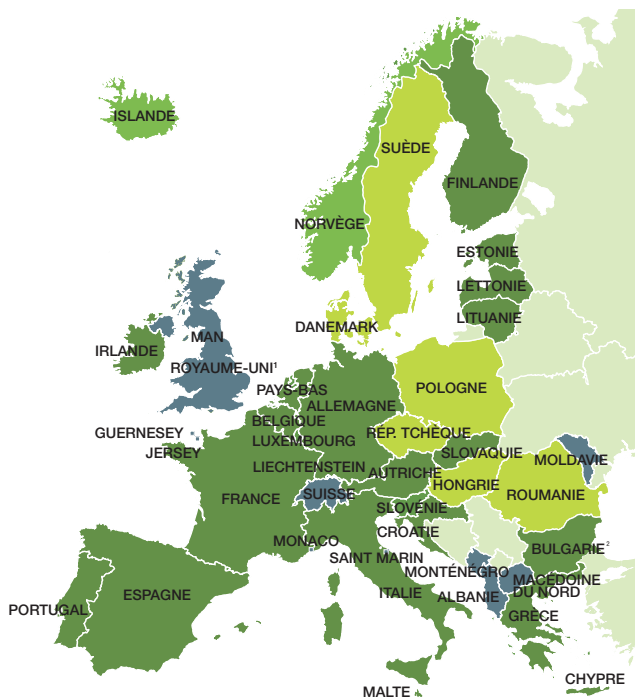 ISLANDE
SUÈDE
FINLANDE
NORVÈGE
ESTONIE
LETTONIE
LITUANIE
DANEMARK
MAN
IRLANDE
ROYAUME-UNI¹
PAYS-BAS
POLOGNE
ALLEMAGNE
BELGIQUE
GUERNESEY
RÉP. TCHÈQUE
LUXEMBOURG
JERSEY
SLOVAQUIE
MOLDAVIE
LIECHTENSTEIN
AUTRICHE
HONGRIE
SUISSE
ROUMANIE
FRANCE
SLOVÉNIE
CROATIE
MONACO
BULGARIE²
SAINT MARIN
MONTÉNÉGRO
MACÉDOINE
DU NORD
ESPAGNE
ITALIE
ALBANIE
PORTUGAL
GRÈCE
CHYPRE
MALTE